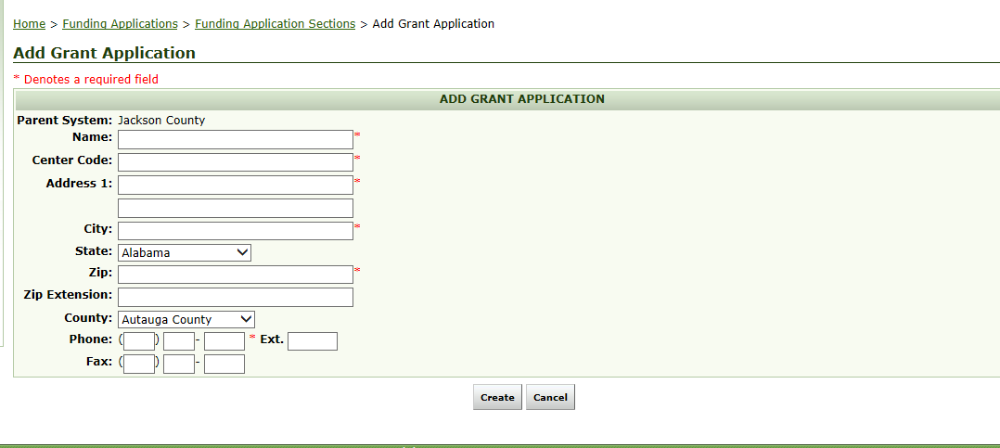 Home > Funding Applications > Funding Application Sections > Add Grant Application
Add Grant Application
* Denotes a required field
ADD GRANT APPLICATION
Parent System: Jackson County
Name: *
Center Code: *
Address 1: *
City: *
State: Alabama
Zip: *
Zip Extension:
County: Autauga County
Phone: ( ) - * Ext.
Fax: ( ) -
Create Cancel